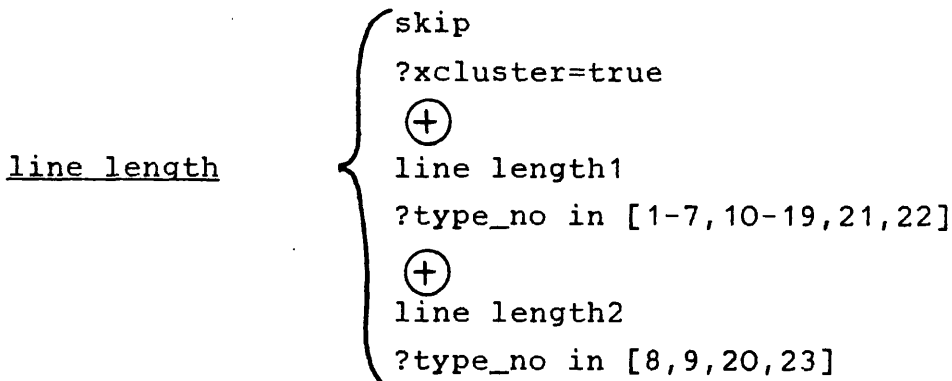 skip
?xcluster=true
+
line length
line length1
?type_no in [1-7,10-19,21,22]
+
line length2
?type_no in [8,9,20,23]